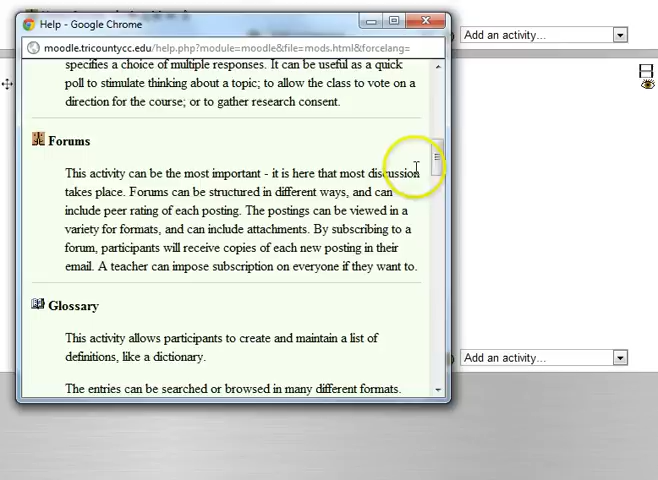 Help - Google Chrome
moodle.tricountycc.edu/help.php?module=moodle&file=mods.html&forcelang=
Add an activity...
specifies a choice of multiple responses. It can be useful as a quick
poll to stimulate thinking about a topic; to allow the class to vote on a
direction for the course; or to gather research consent.
Forums
This activity can be the most important - it is here that most discussion
takes place. Forums can be structured in different ways, and can
include peer rating of each posting. The postings can be viewed in a
variety for formats, and can include attachments. By subscribing to a
forum, participants will receive copies of each new posting in their
email. A teacher can impose subscription on everyone if they want to.
Glossary
This activity allows participants to create and maintain a list of
definitions, like a dictionary.
Add an activity...
The entries can be searched or browsed in many different formats.